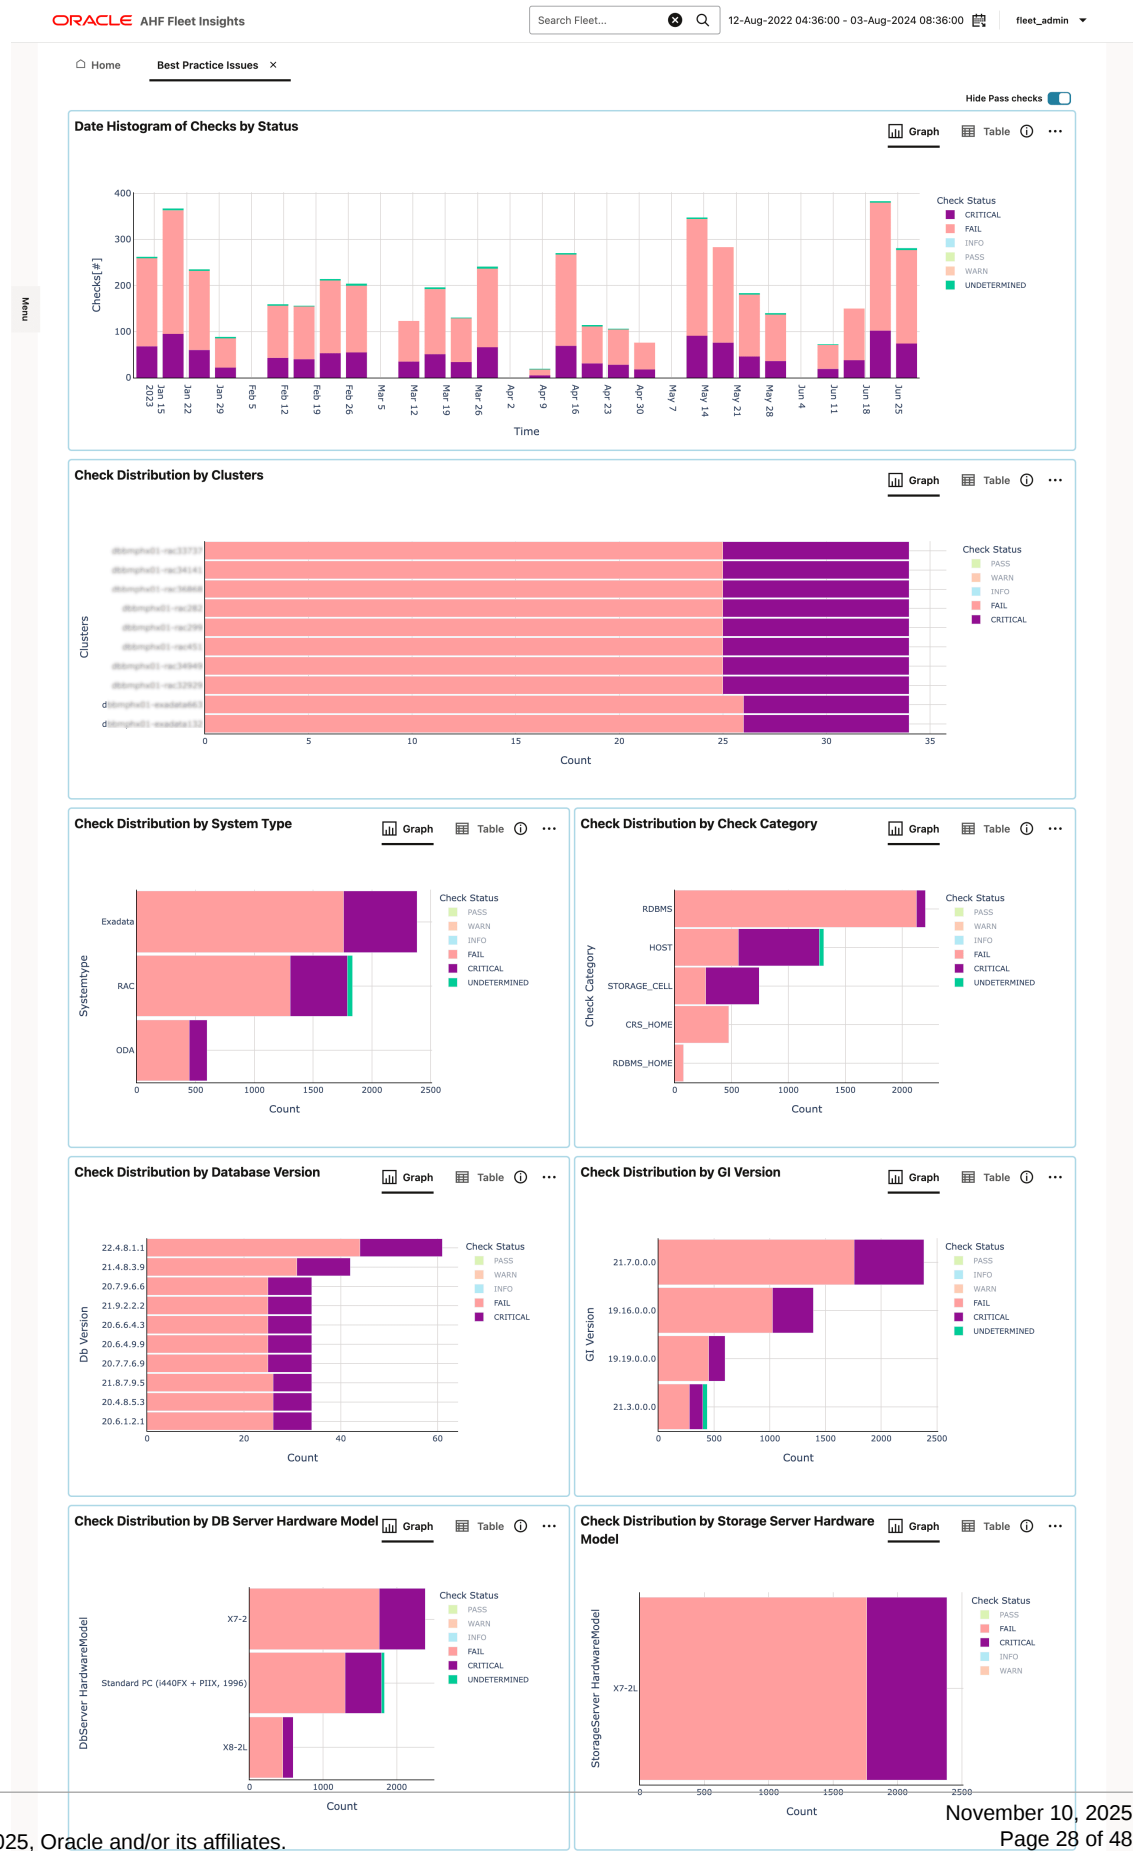 ORACLE AHF Fleet Insights
Search Fleet...
12-Aug-2022 04:36:00 - 03-Aug-2024 08:36:00
fleet_admin
Home
Best Practice Issues ×
Menu
Hide Pass checks
Date Histogram of Checks by Status
Graph Table
400
300
200
100
0
Checks[#]
Jan 15
2023
Jan 22
Jan 29
Feb 5
Feb 12
Feb 19
Feb 26
Mar 5
Mar 12
Mar 19
Mar 26
Apr 2
Apr 9
Apr 16
Apr 23
Apr 30
May 7
May 14
May 21
May 28
Jun 4
Jun 11
Jun 18
Jun 25
Time
Check Status
CRITICAL
FAIL
INFO
PASS
WARN
UNDETERMINED
Check Distribution by Clusters
Graph Table
Clusters
0 5 10 15 20 25 30 35
Count
Check Status
PASS
WARN
INFO
FAIL
CRITICAL
Check Distribution by System Type
Graph Table
Systemtype
Exadata
RAC
ODA
0 500 1000 1500 2000 2500
Count
Check Status
PASS
WARN
INFO
FAIL
CRITICAL
UNDETERMINED
Check Distribution by Check Category
Graph Table
Check Category
RDBMS
HOST
STORAGE_CELL
CRS_HOME
RDBMS_HOME
0 500 1000 1500 2000
Count
Check Status
PASS
WARN
INFO
FAIL
CRITICAL
UNDETERMINED
Check Distribution by Database Version
Graph Table
Db Version
22.4.8.1.1
21.4.8.3.9
20.7.9.6.6
21.9.2.2.2
20.6.6.4.3
20.6.4.9.9
20.7.7.6.9
21.8.7.9.5
20.4.8.5.3
20.6.1.2.1
0 20 40 60
Count
Check Status
PASS
WARN
INFO
FAIL
CRITICAL
Check Distribution by GI Version
Graph Table
GI Version
21.7.0.0.0
19.16.0.0.0
19.19.0.0.0
21.3.0.0.0
0 500 1000 1500 2000 2500
Count
Check Status
PASS
INFO
WARN
FAIL
CRITICAL
UNDETERMINED
Check Distribution by DB Server Hardware Model
Graph Table
DbServer HardwareModel
X7-2
Standard PC (i440FX + PIIX, 1996)
X8-2L
0 1000 2000
Count
Check Status
PASS
WARN
INFO
FAIL
CRITICAL
UNDETERMINED
Check Distribution by Storage Server Hardware
Model
Graph Table
StorageServer HardwareModel
X7-2L
0 500 1000 1500 2000 2500
Count
Check Status
PASS
FAIL
CRITICAL
INFO
WARN
November 10, 2025
025, Oracle and/or its affiliates.
Page 28 of 48